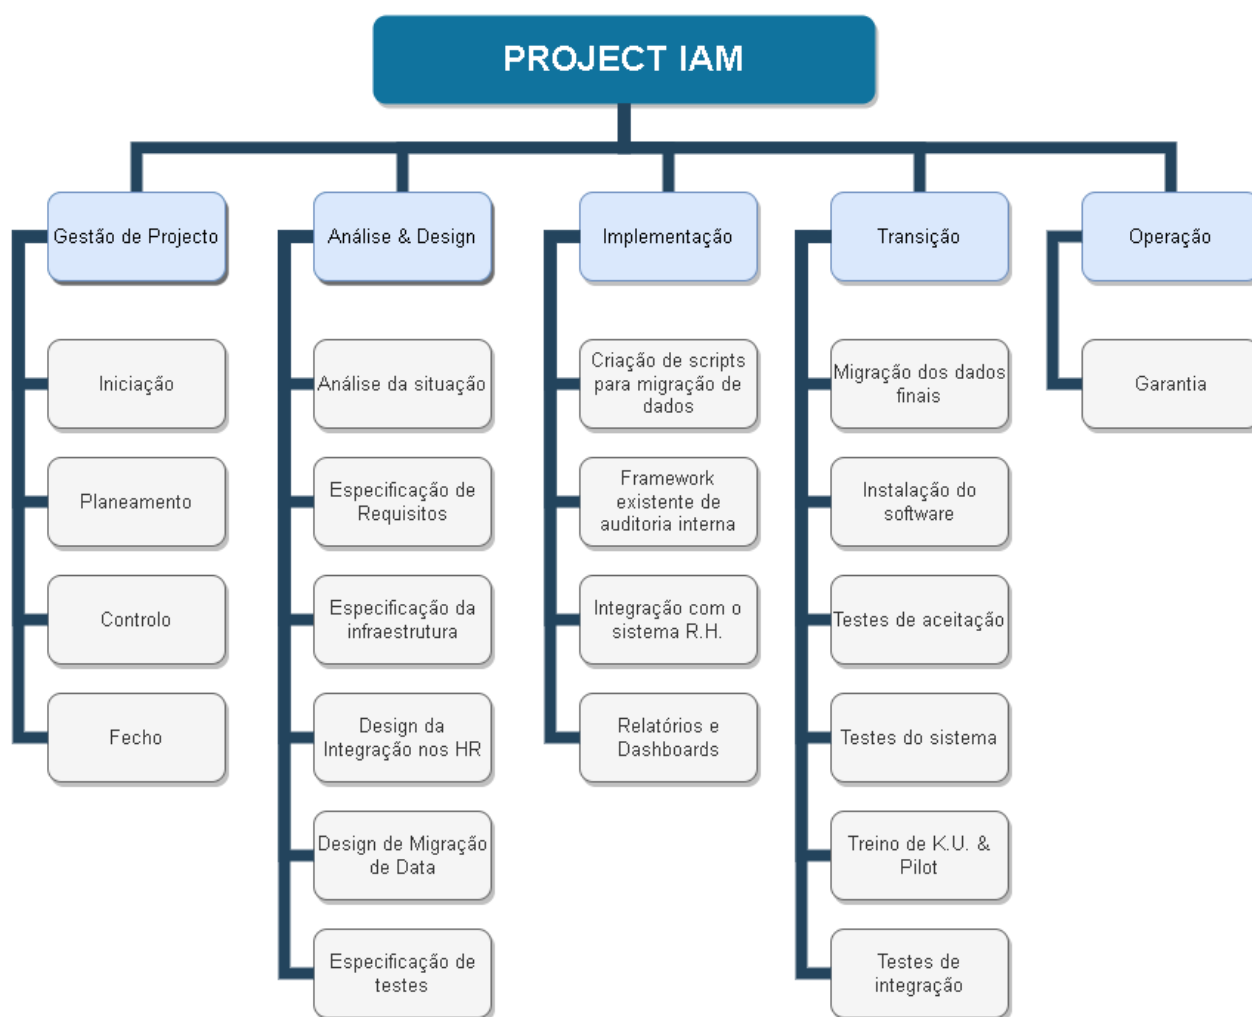 PROJECT IAM
Gestão de Projecto
Iniciação
Planeamento
Controlo
Fecho
Análise & Design
Análise da situação
Especificação de
Requisitos
Especificação da
infraestrutura
Design da
Integração nos HR
Design de Migração
de Data
Especificação de
testes
Implementação
Criação de scripts
para migração de
dados
Framework
existente de
auditoria interna
Integração com o
sistema R.H.
Relatórios e
Dashboards
Transição
Migração dos dados
finais
Instalação do
software
Testes de aceitação
Testes do sistema
Treino de K.U. &
Pilot
Testes de
integração
Operação
Garantia